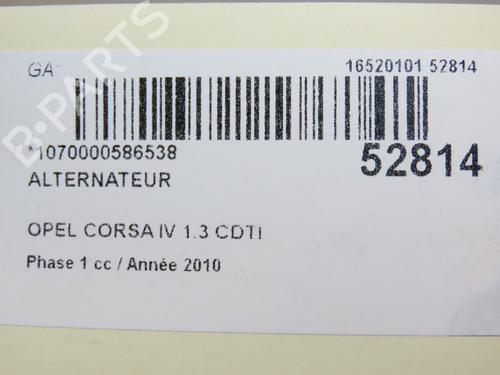 GA
16520101 52814
*1070000586538
52814
ALTERNATEUR
OPEL CORSA IV 1.3 CDTI
Phase 1 cc / Année 2010
B-PARTS